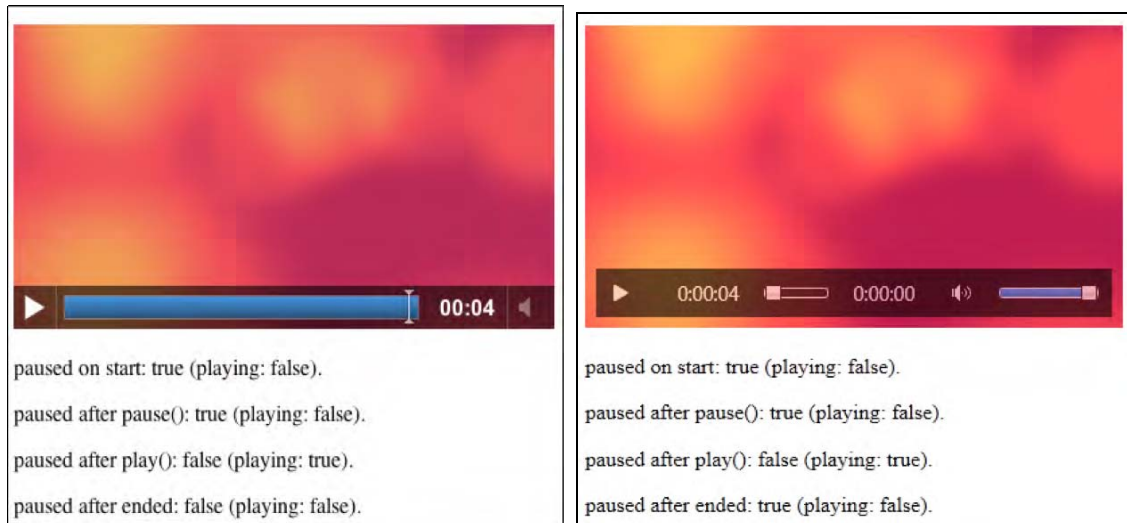 00:04
paused on start: true (playing: false).
paused after pause(): true (playing: false).
paused after play(): false (playing: true).
paused after ended: false (playing: false).
0:00:04 0:00:00
paused on start: true (playing: false).
paused after pause(): true (playing: false).
paused after play(): false (playing: true).
paused after ended: true (playing: false).